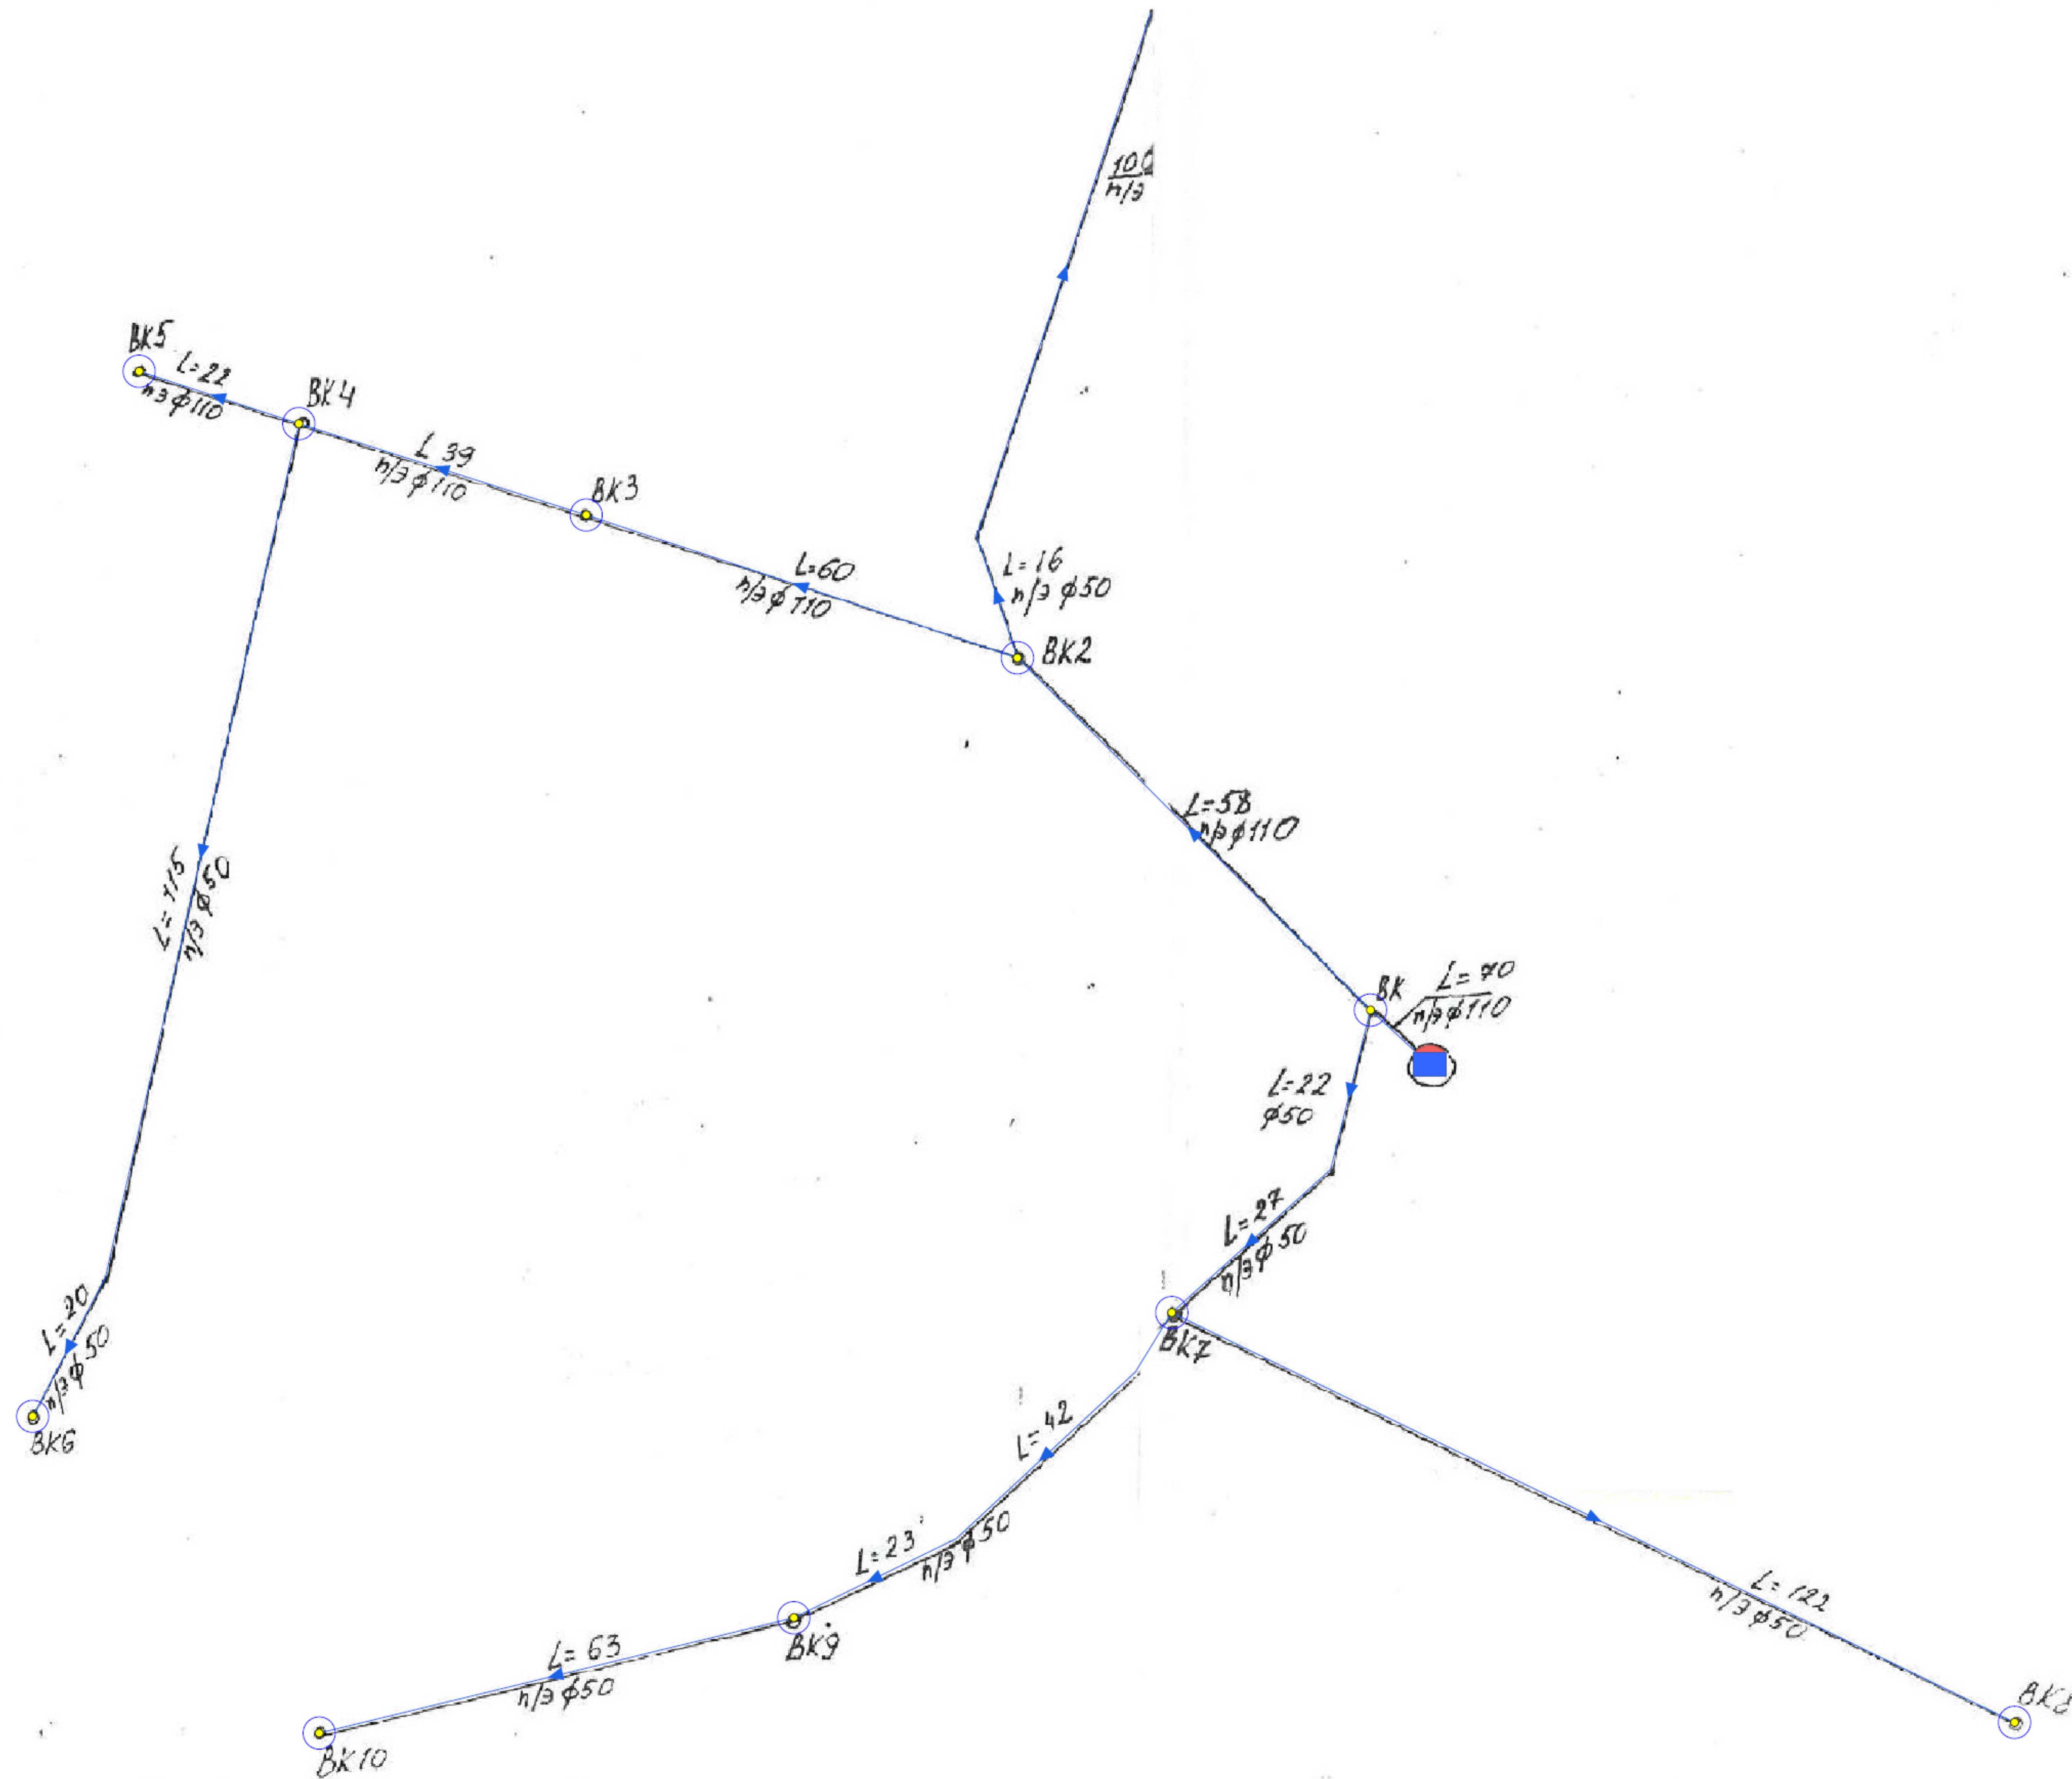 100
п/э
ВК5
L=22
пэ ф110
ВК4
L 39
п/э ф110
ВК3
L=60
п/э ф110
L=16
п/э ф50
ВК2
L=58
п/э ф110
L=115
п/э ф50
ВК
L=70
п/э ф110
L=22
ф50
L=27
п/э ф50
ВК7
L=20
п/э ф50
ВК6
L=42
L=23
п/э ф50
ВК9
L=63
п/э ф50
ВК10
L=122
п/э ф50